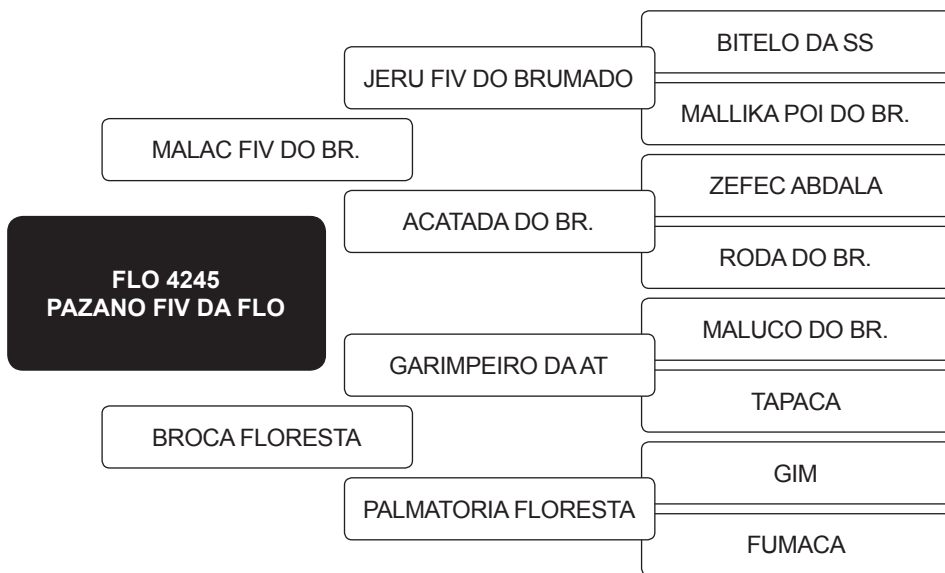 BITELO DA SS
JERU FIV DO BRUMADO
MALLIKA POI DO BR.
MALAC FIV DO BR.
ZEFEC ABDALA
ACATADA DO BR.
RODA DO BR.
FLO 4245
PAZANO FIV DA FLO
MALUCO DO BR.
GARIMPEIRO DA AT
TAPACA
BROCA FLORESTA
GIM
PALMATORIA FLORESTA
FUMACA